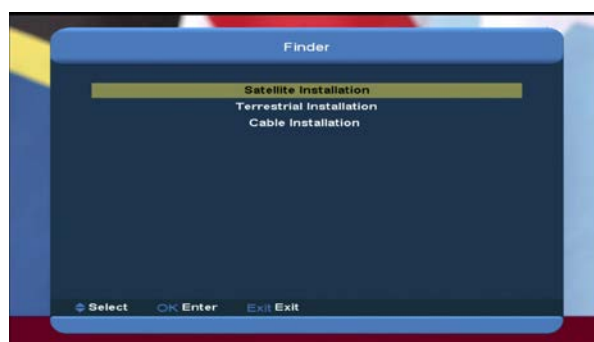 Finder
Satellite Installation
Terrestrial Installation
Cable Installation
Select OK Enter Exit Exit